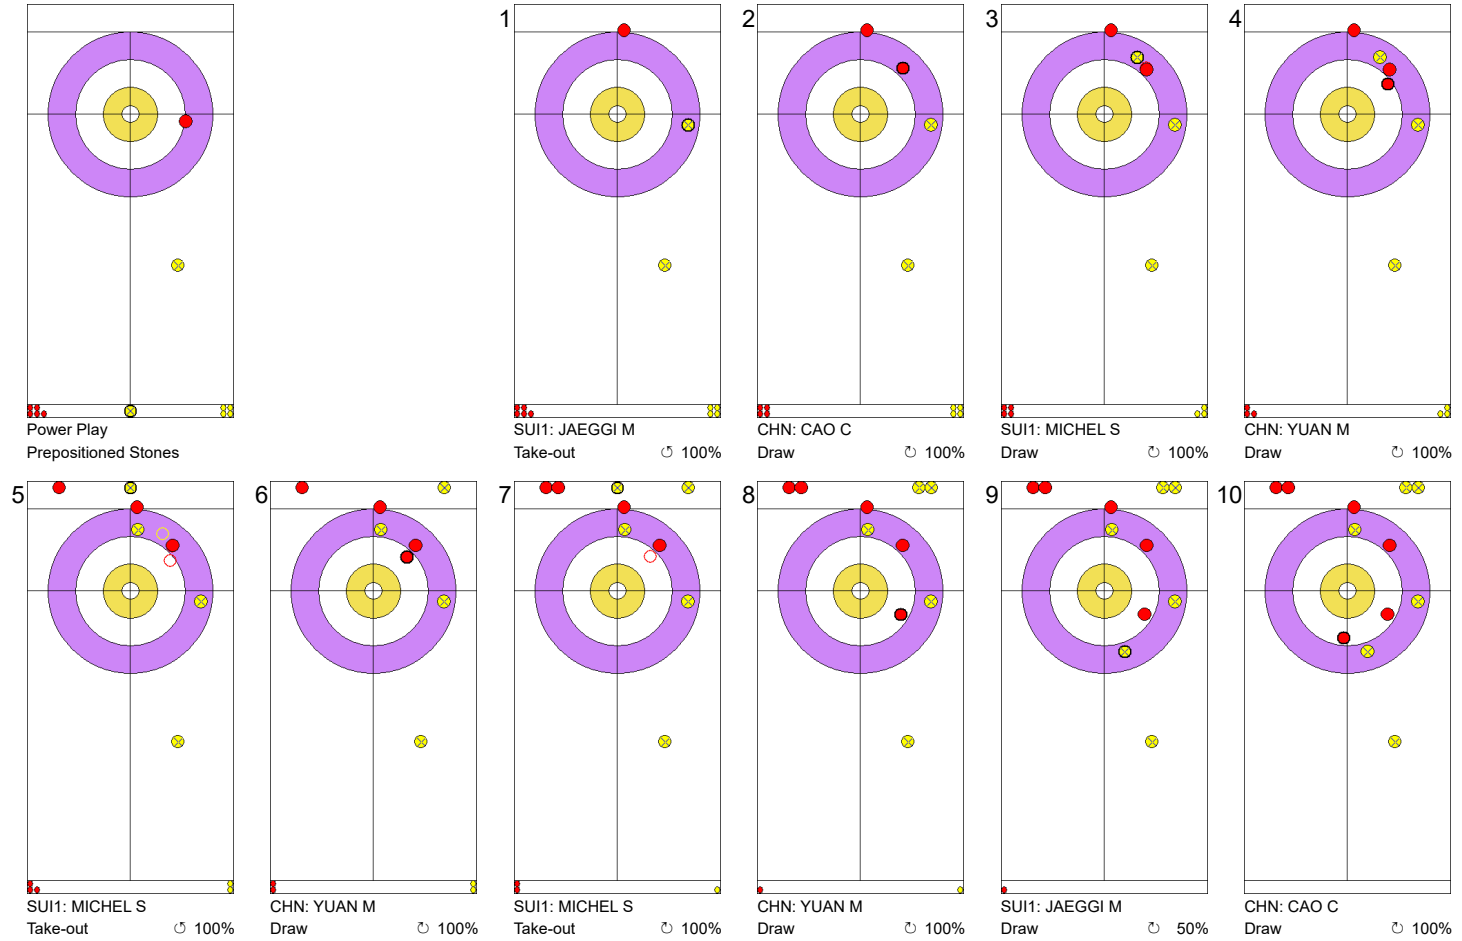 Power Play
Prepositioned Stones
1
SUI1: JAEGGI M
Take-out ↺ 100%
2
CHN: CAO C
Draw ↻ 100%
3
SUI1: MICHEL S
Draw ↻ 100%
4
CHN: YUAN M
Draw ↻ 100%
5
SUI1: MICHEL S
Take-out ↺ 100%
6
CHN: YUAN M
Draw ↻ 100%
7
SUI1: MICHEL S
Take-out ↺ 100%
8
CHN: YUAN M
Draw ↻ 100%
9
SUI1: JAEGGI M
Draw ↻ 50%
10
CHN: CAO C
Draw ↻ 100%